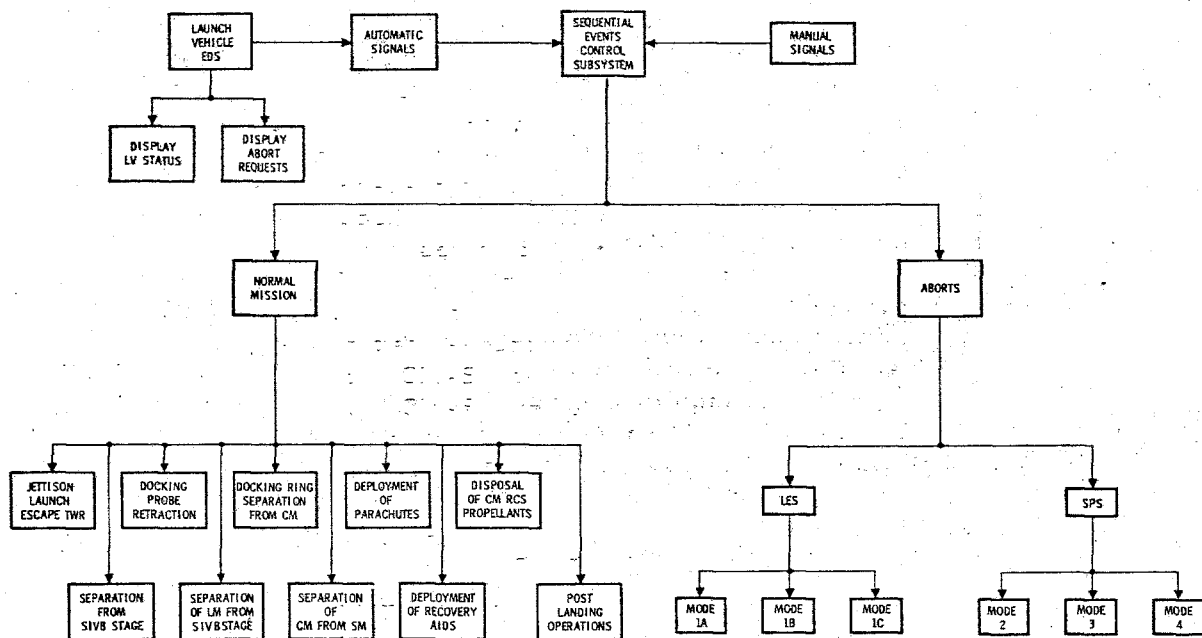 LAUNCH
VEHICLE
EDS
AUTOMATIC
SIGNALS
SEQUENTIAL
EVENTS
CONTROL
SUBSYSTEM
MANUAL
SIGNALS
DISPLAY
LV STATUS
DISPLAY
ABORT
REQUESTS
NORMAL
MISSION
ABORTS
JETTISON
LAUNCH
ESCAPE TWR
DOCKING
PROBE
RETRACTION
DOCKING RING
SEPARATION
FROM CM
DEPLOYMENT
OF
PARACHUTES
DISPOSAL
OF CM RCS
PROPELLANTS
LES
SPS
SEPARATION
FROM
SIVB STAGE
SEPARATION
OF LM FROM
SIVB STAGE
SEPARATION
OF
CM FROM SM
DEPLOYMENT
OF RECOVERY
AIDS
POST
LANDING
OPERATIONS
MODE
1A
MODE
1B
MODE
1C
MODE
2
MODE
3
MODE
4